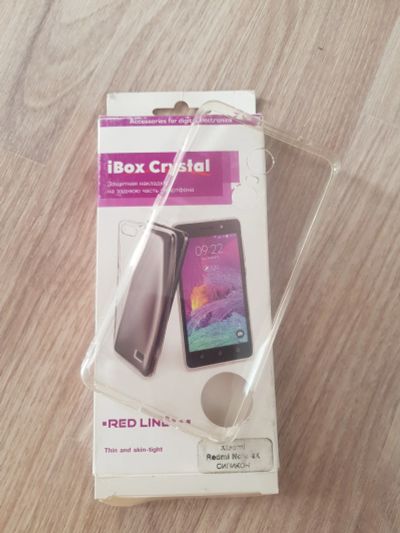 Accessories for digital electronics
iBox Crystal
Защитная накладка
на заднюю часть смартфона
09:22
RED LINE
Thin and skin-tight
Xiaomi
Redmi Note 4X
СИЛИКОН